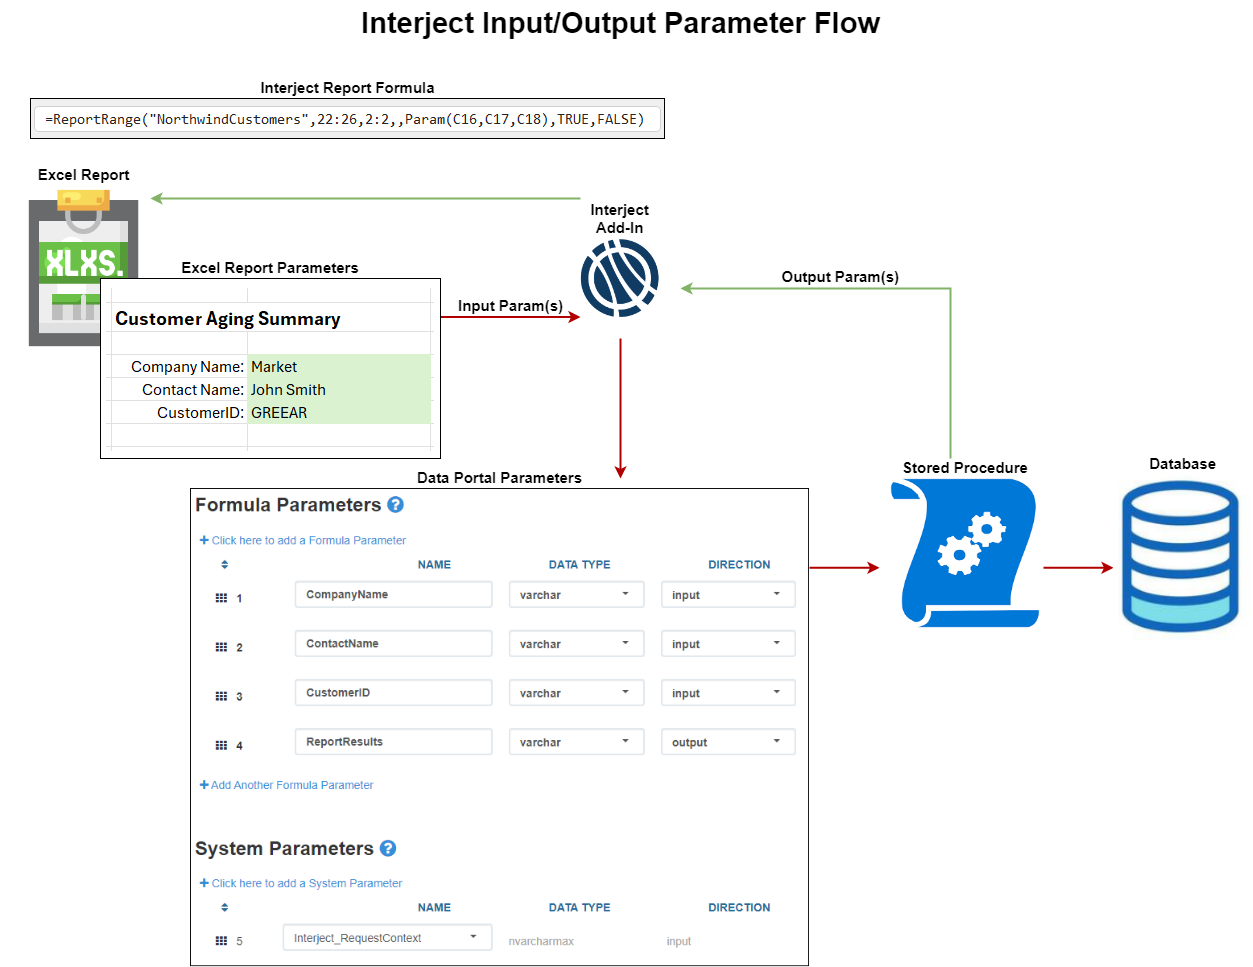 Interject Input/Output Parameter Flow
Interject Report Formula
=ReportRange("NorthwindCustomers",22:26,2:2,,Param(C16,C17,C18),TRUE,FALSE)
Excel Report
XLXS.
Interject
Add-In
Excel Report Parameters
Customer Aging Summary
Company Name: Market
Contact Name: John Smith
CustomerID: GREEAR
Input Param(s)
Output Param(s)
Data Portal Parameters
Stored Procedure
Database
Formula Parameters ?
+ Click here to add a Formula Parameter
NAME DATA TYPE DIRECTION
1 CompanyName varchar input
2 ContactName varchar input
3 CustomerID varchar input
4 ReportResults varchar output
+ Add Another Formula Parameter
System Parameters ?
+ Click here to add a System Parameter
NAME DATA TYPE DIRECTION
5 Interject_RequestContext nvarcharmax input